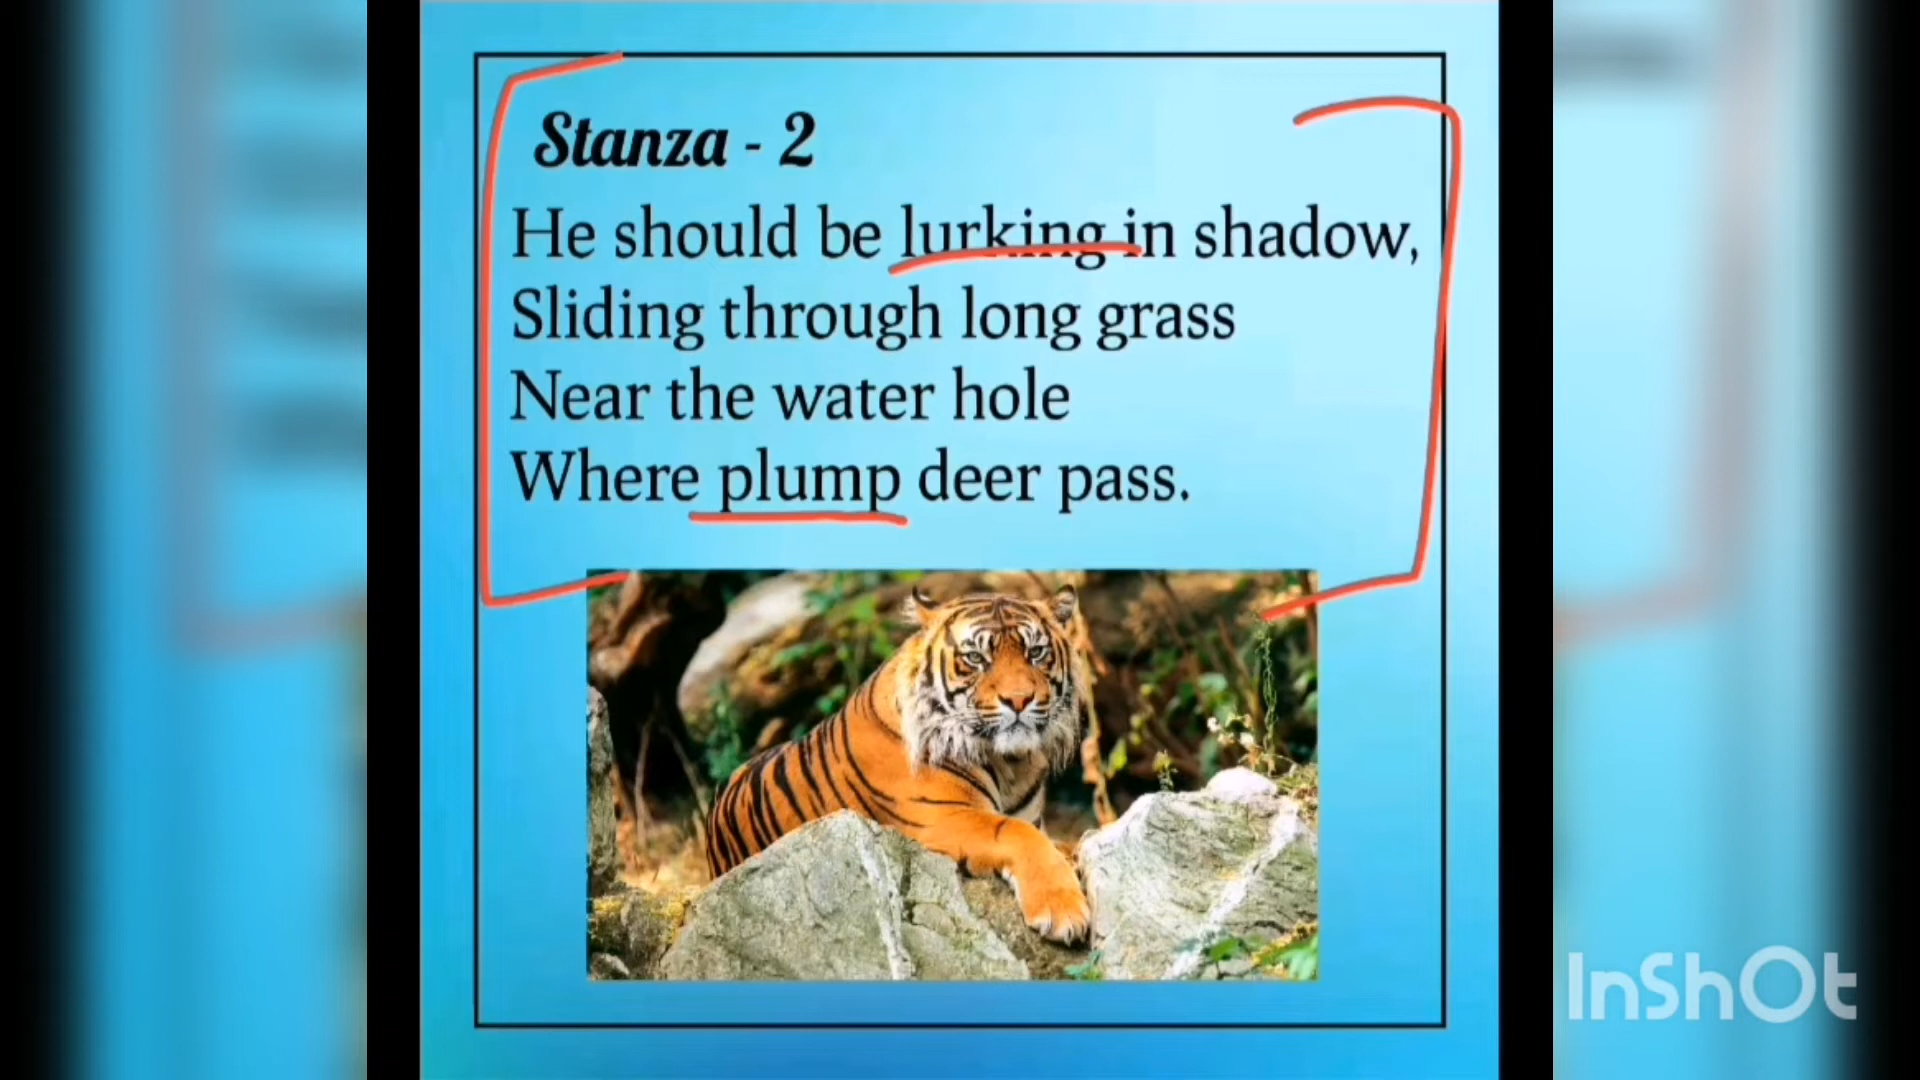 Stanza - 2
He should be lurking in shadow,
Sliding through long grass
Near the water hole
Where plump deer pass.
InShOt